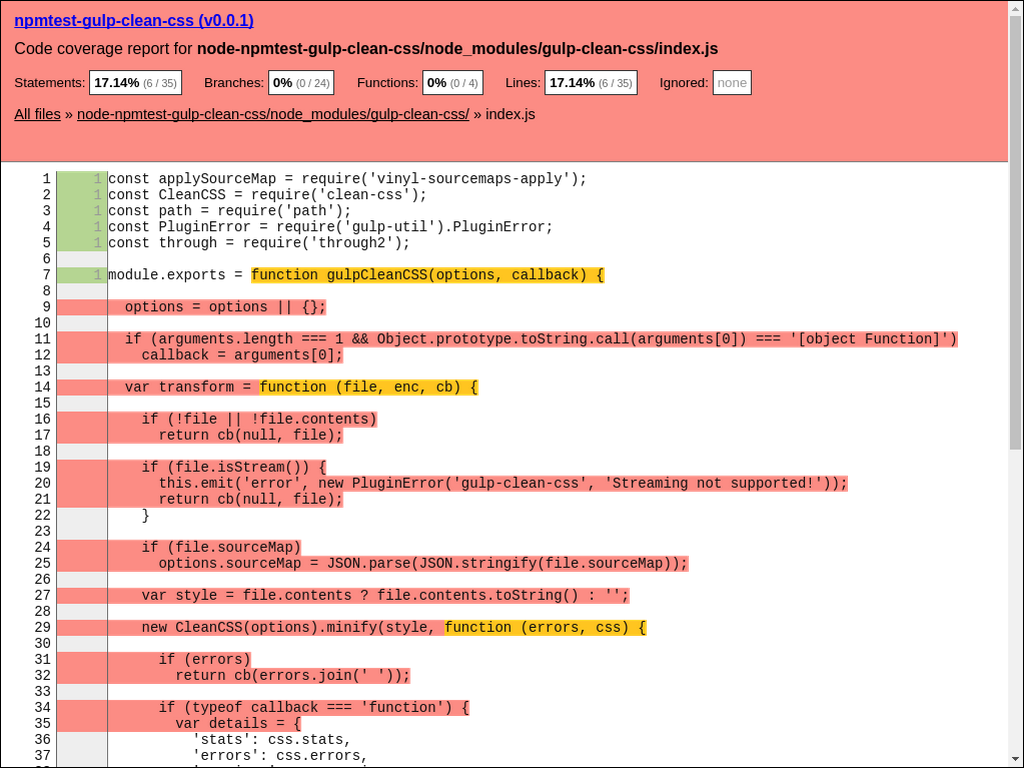 npmtest-gulp-clean-css (v0.0.1)
Code coverage report for node-npmtest-gulp-clean-css/node_modules/gulp-clean-css/index.js
Statements: 17.14% (6 / 35) Branches: 0% (0 / 24) Functions: 0% (0 / 4) Lines: 17.14% (6 / 35) Ignored: none
All files » node-npmtest-gulp-clean-css/node_modules/gulp-clean-css/ » index.js
1 1 const applySourceMap = require('vinyl-sourcemaps-apply');
2 1 const CleanCSS = require('clean-css');
3 1 const path = require('path');
4 1 const PluginError = require('gulp-util').PluginError;
5 1 const through = require('through2');
6
7 1 module.exports = function gulpCleanCSS(options, callback) {
8
9 options = options || {};
10
11 if (arguments.length === 1 && Object.prototype.toString.call(arguments[0]) === '[object Function]')
12 callback = arguments[0];
13
14 var transform = function (file, enc, cb) {
15
16 if (!file || !file.contents)
17 return cb(null, file);
18
19 if (file.isStream()) {
20 this.emit('error', new PluginError('gulp-clean-css', 'Streaming not supported!'));
21 return cb(null, file);
22 }
23
24 if (file.sourceMap)
25 options.sourceMap = JSON.parse(JSON.stringify(file.sourceMap));
26
27 var style = file.contents ? file.contents.toString() : '';
28
29 new CleanCSS(options).minify(style, function (errors, css) {
30
31 if (errors)
32 return cb(errors.join(' '));
33
34 if (typeof callback === 'function') {
35 var details = {
36 'stats': css.stats,
37 'errors': css.errors,